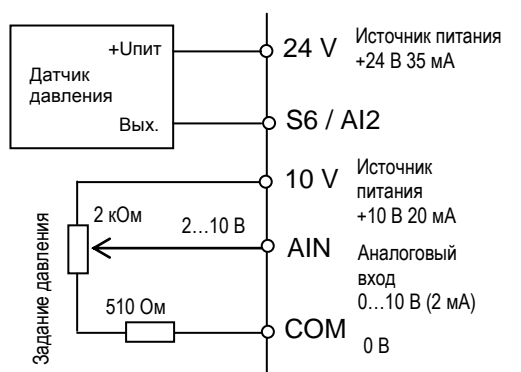 +Uпит
Датчик
давления
Вых.
24 V
Источник питания
+24 В 35 мА
S6 / AI2
10 V
Источник
питания
+10 В 20 мА
Задание давления
2 кОм
2...10 В
AIN
Аналоговый
вход
0...10 В (2 мА)
510 Ом
COM
0 В